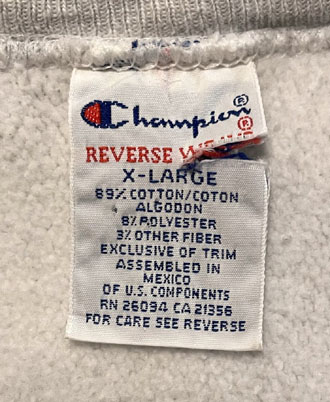 Champion®
REVERSE ®
X-LARGE
89% COTTON/COTON
ALGODON
8% POLYESTER
3% OTHER FIBER
EXCLUSIVE OF TRIM
ASSEMBLED IN
MEXICO
OF U.S. COMPONENTS
RN 26094 CA 21356
FOR CARE SEE REVERSE